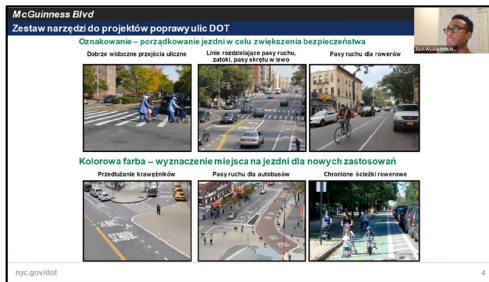 McGuinness Blvd
Zestaw narzędzi do projektów poprawy ulic DOT
Oznakowanie – porządkowanie jezdni w celu zwiększenia bezpieczeństwa
Dobrze widoczne przejścia uliczne
Linie rozdzielające pasy ruchu,
zatoki, pasy skrętu w lewo
Pasy ruchu dla rowerów
Kolorowa farba – wyznaczenie miejsca na jezdni dla nowych zastosowań
Przedłużanie krawężników
Pasy ruchu dla autobusów
Chronione ścieżki rowerowe
SCHOOL
nyc.gov/dot
4